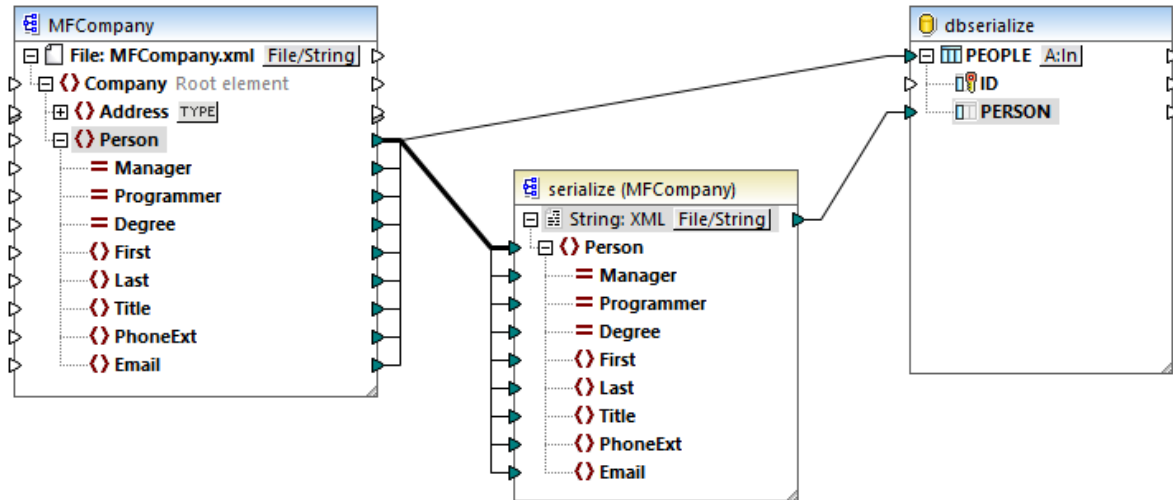 MFCompany
File: MFCompany.xml File/String
Company Root element
Address TYPE
Person
Manager
Programmer
Degree
First
Last
Title
PhoneExt
Email
serialize (MFCompany)
String: XML File/String
Person
Manager
Programmer
Degree
First
Last
Title
PhoneExt
Email
dbserialize
PEOPLE A:In
ID
PERSON